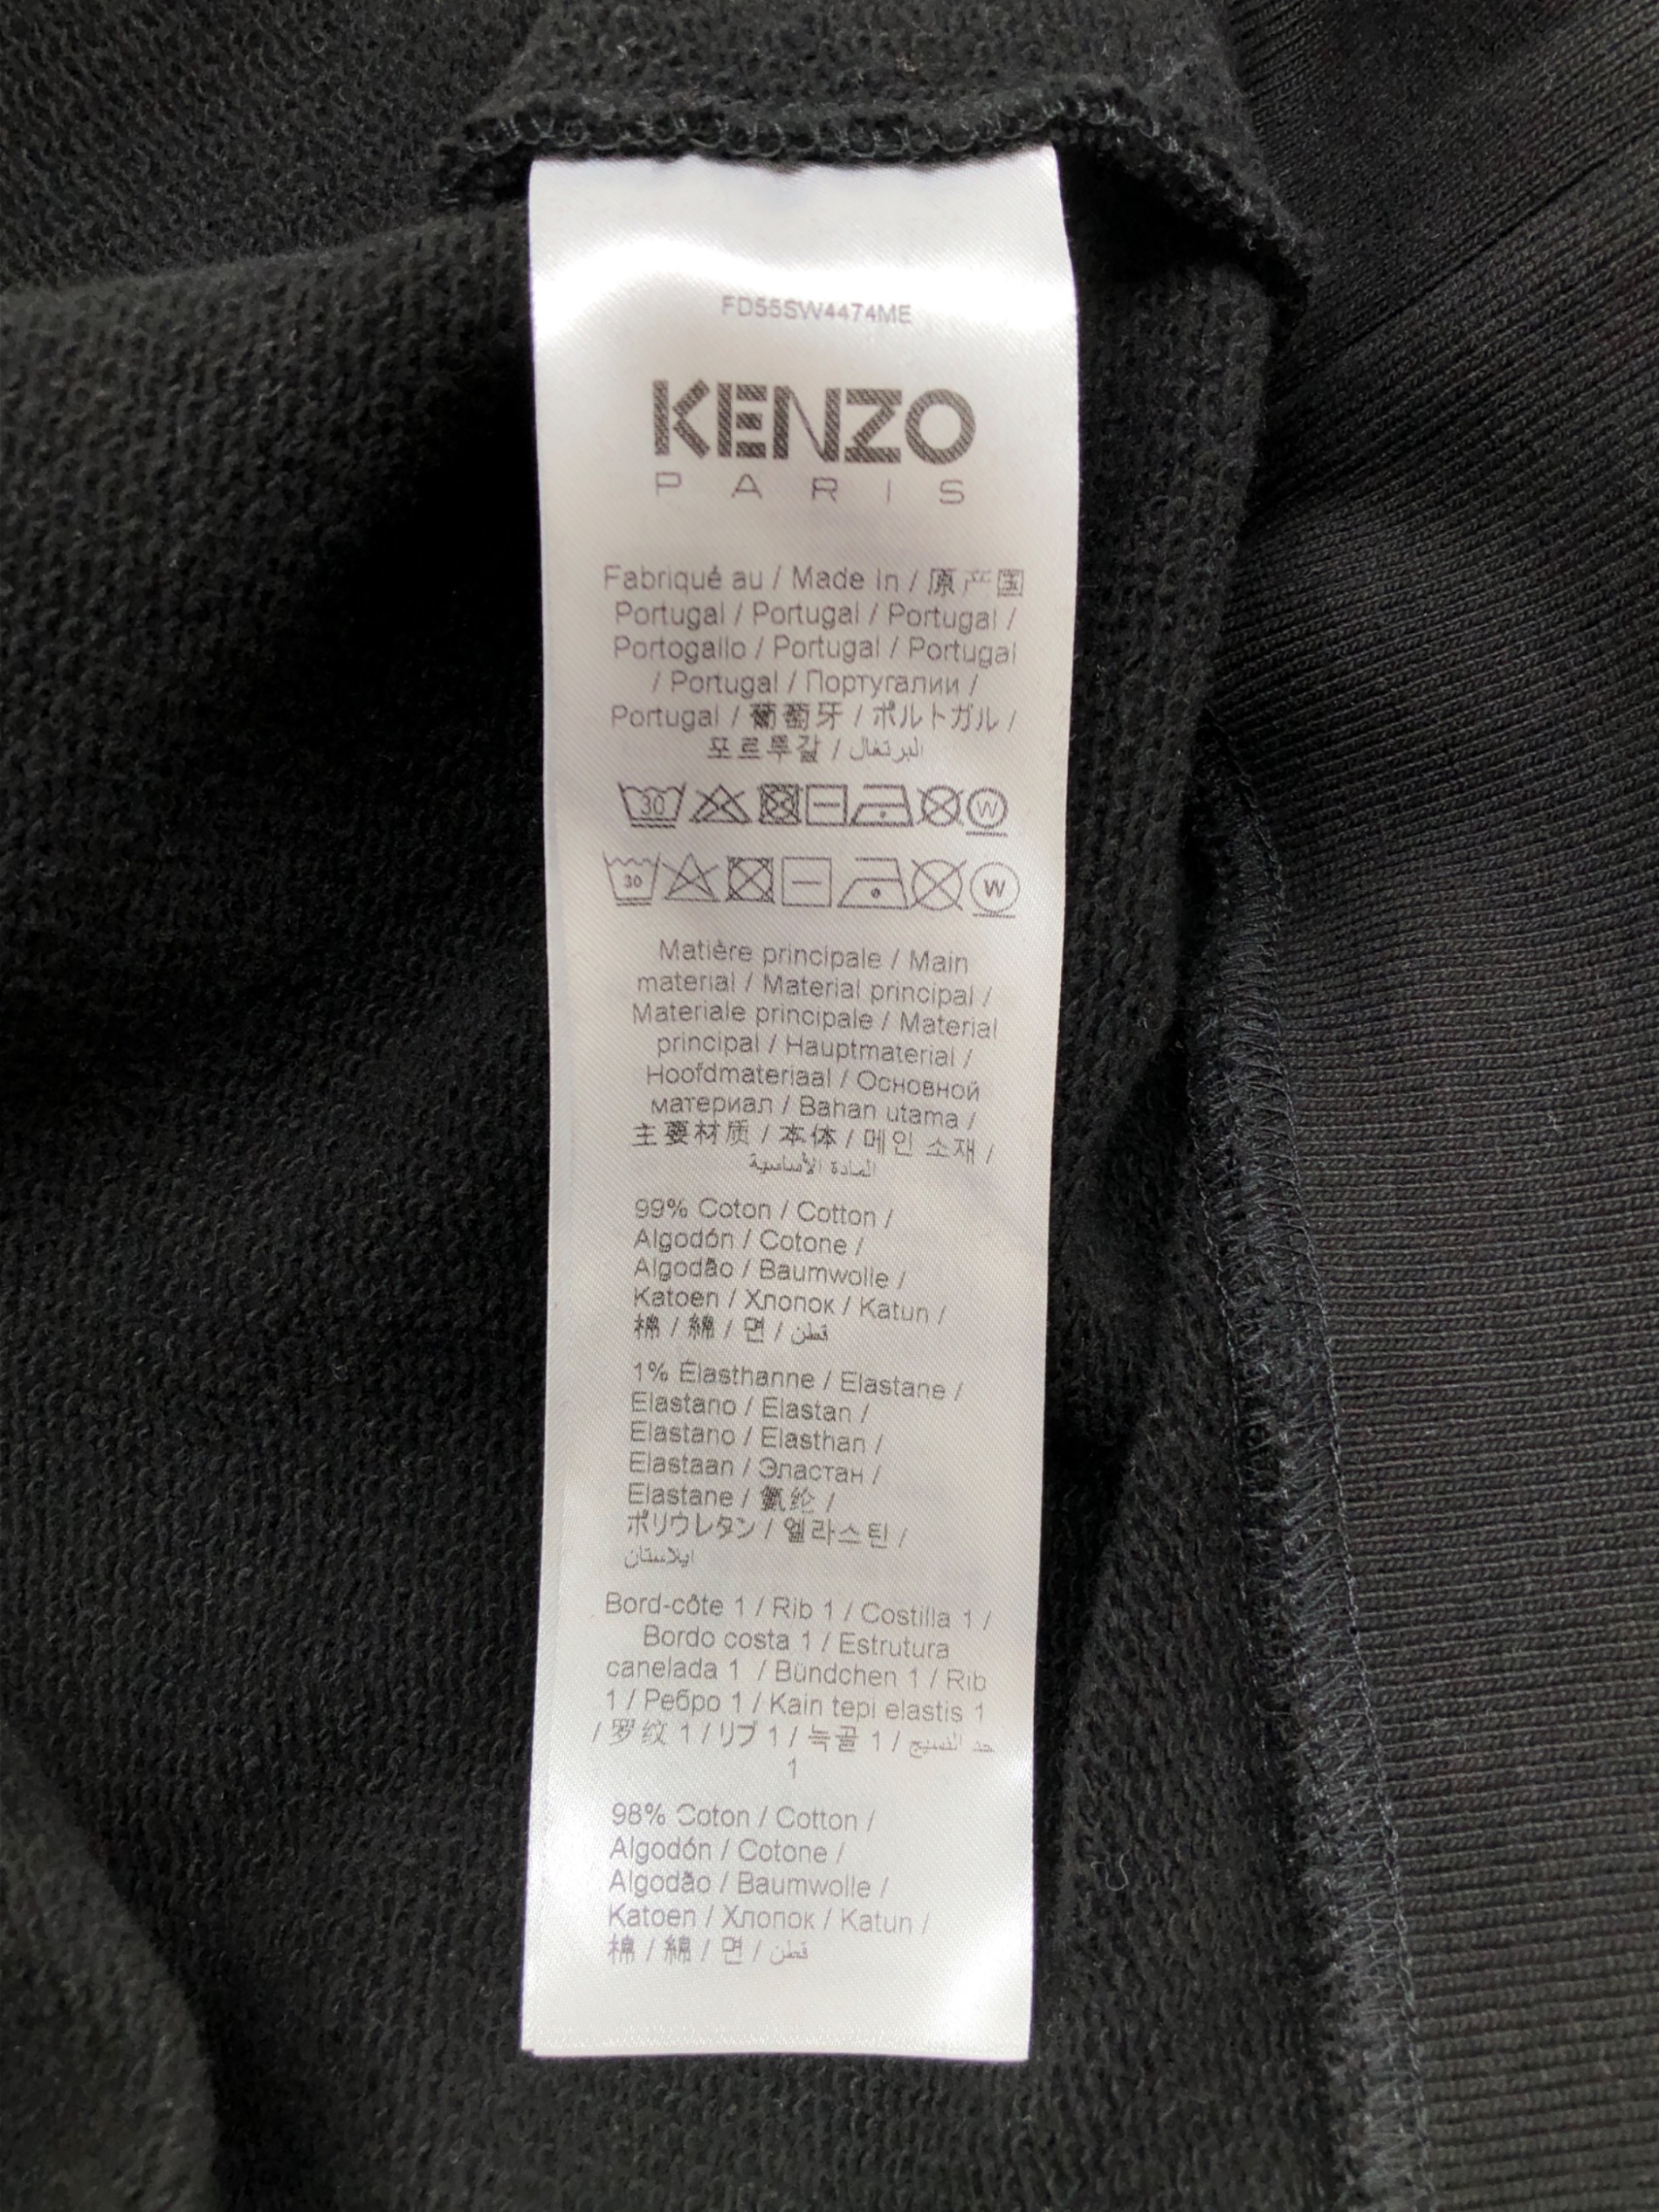 FD55SW4474ME
KENZO
PARIS
Fabriqué au / Made in / 原产国
Portugal / Portugal / Portugal /
Portogallo / Portugal / Portugal
/ Portugal / Португалии /
Portugal / 葡萄牙 / ポルトガル /
포르투갈 / البرتغال
30 W
30 W
Matière principale / Main
material / Material principal /
Materiale principale / Material
principal / Hauptmaterial /
Hoofdmateriaal / Основной
материал / Bahan utama /
主要材质 / 本体 / 메인 소재 /
المادة الأساسية
99% Coton / Cotton /
Algodón / Cotone /
Algodão / Baumwolle /
Katoen / Хлопок / Katun /
棉 / 綿 / 면 / قطن
1% Élasthanne / Elastane /
Elastano / Elastan /
Elastano / Elasthan /
Elastaan / Эластан /
Elastane / 氨纶 /
ポリウレタン / 엘라스틴 /
ايلاستان
Bord-côte 1 / Rib 1 / Costilla 1 /
Bordo costa 1 / Estrutura
canelada 1 / Bündchen 1 / Rib
1 / Ребро 1 / Kain tepi elastis 1
/ 罗纹 1 / リブ 1 / 늑골 1 / حد النسيج
1
98% Coton / Cotton /
Algodón / Cotone /
Algodão / Baumwolle /
Katoen / Хлопок / Katun /
棉 / 綿 / 면 / قطن